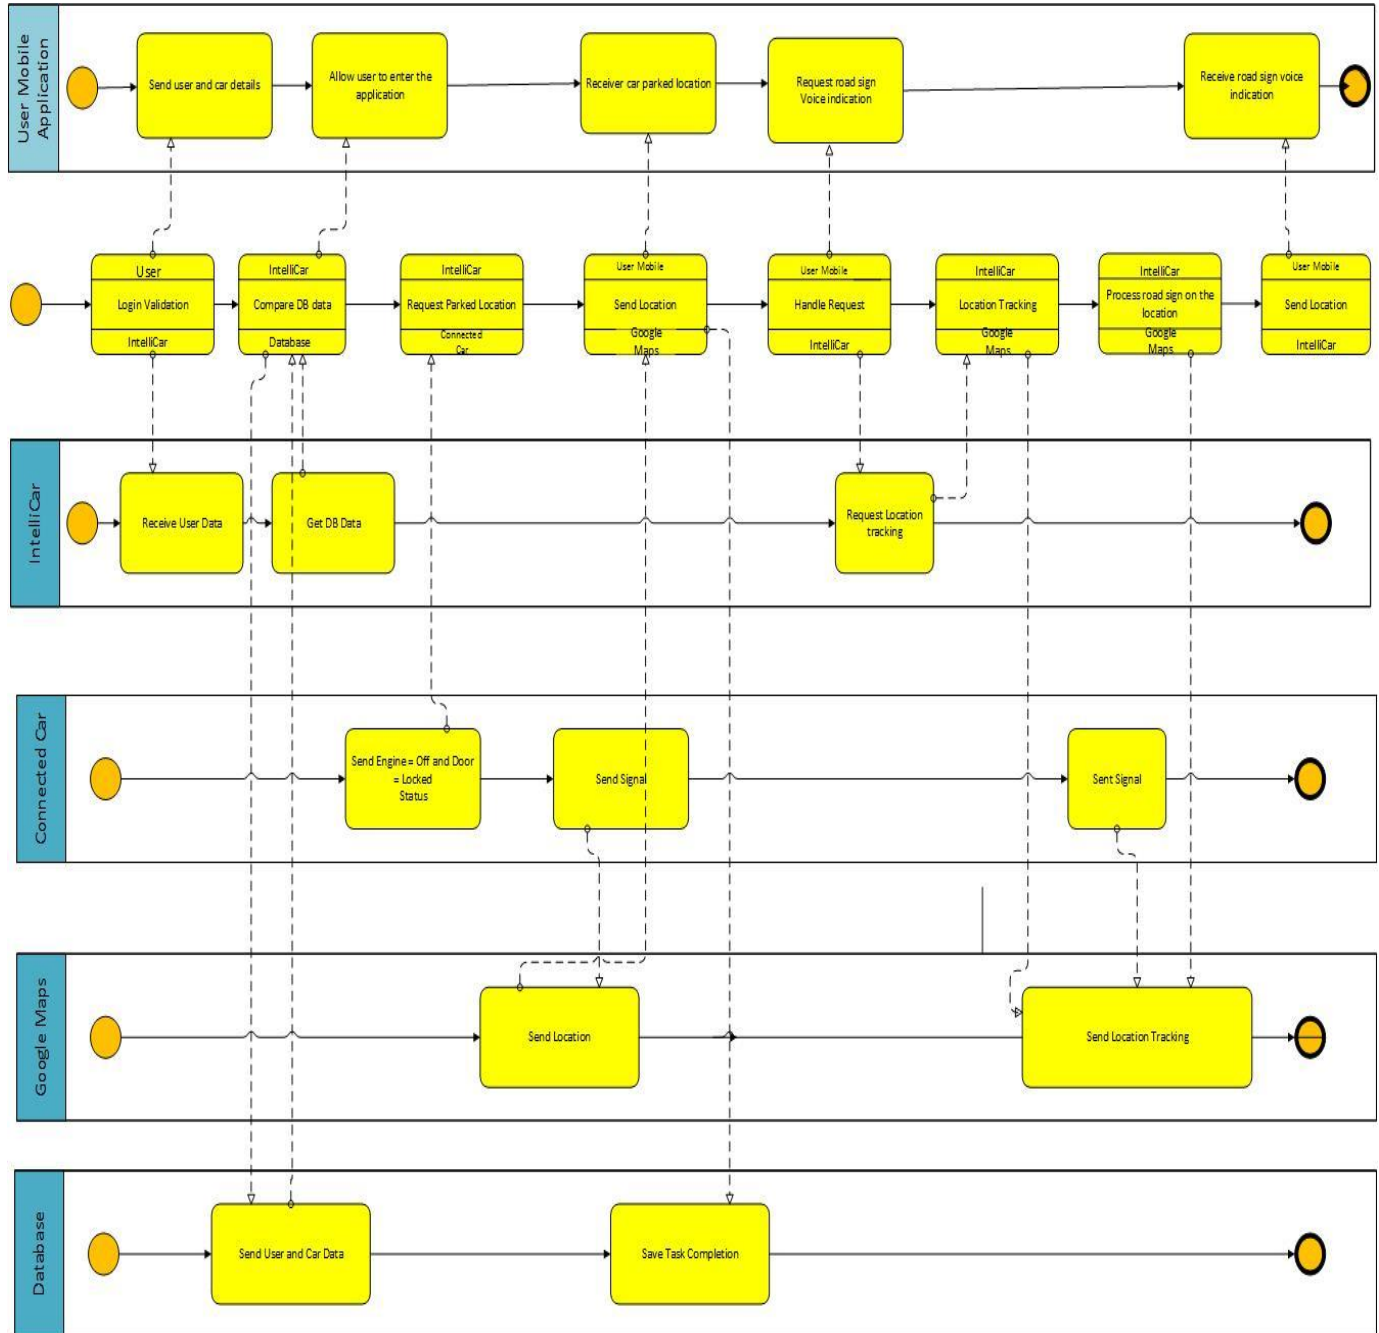 User Mobile
Application
Send user and car details
Allow user to enter the
application
Receiver car parked location
Request road sign
Voice indication
Receive road sign voice
indication
User
Login Validation
IntelliCar
IntelliCar
Compare DB data
Database
IntelliCar
Request Parked Location
Connected
Car
User Mobile
Send Location
Google
Maps
User Mobile
Handle Request
IntelliCar
IntelliCar
Location Tracking
Google
Maps
IntelliCar
Process road sign on the
location
Google
Maps
User Mobile
Send Location
IntelliCar
IntelliCar
Receive User Data
Get DB Data
Request Location
tracking
Connected Car
Send Engine = Off and Door
= Locked
Status
Send Signal
Sent Signal
Google Maps
Send Location
Send Location Tracking
Database
Send User and Car Data
Save Task Completion